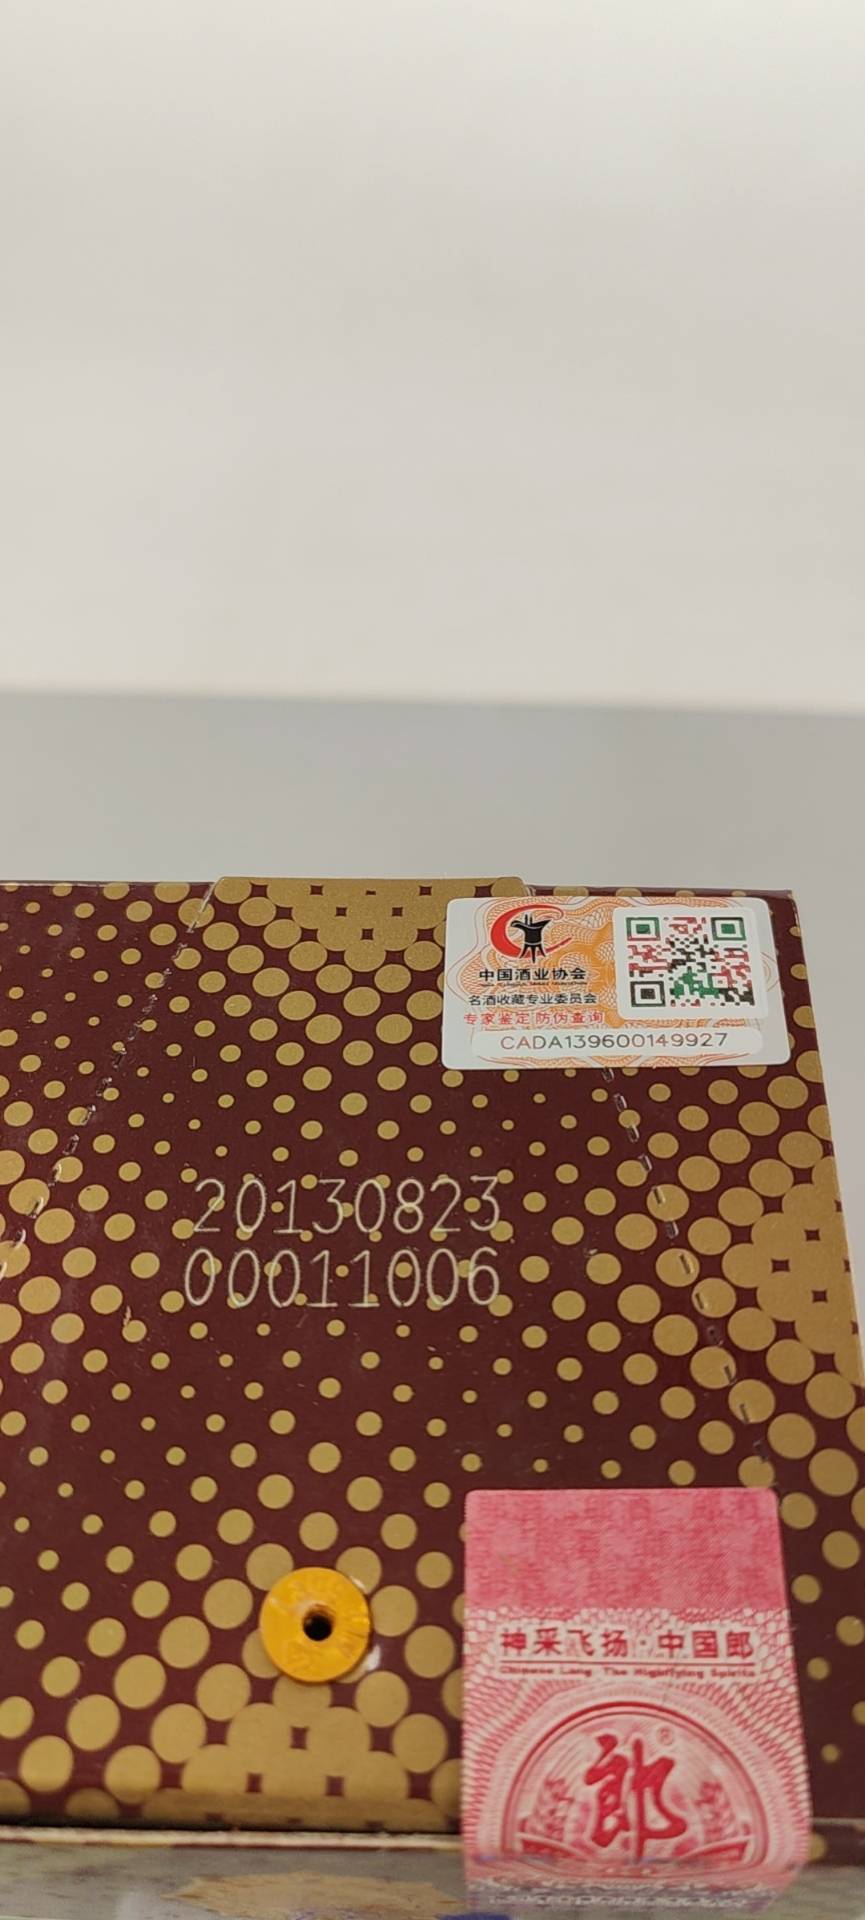 中国酒业协会
名酒收藏专业委员会
专家鉴定 防伪查询
CADA139600149927
20130823
00011006
神采飞扬·中国郎
Chinese Lang The Highflying Spirits
郎®